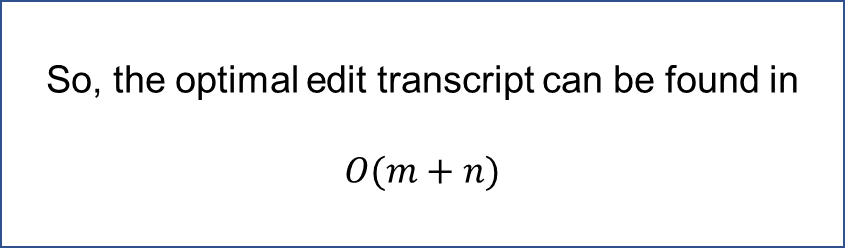 So, the optimal edit transcript can be found in
𝑂(𝑚 + 𝑛)